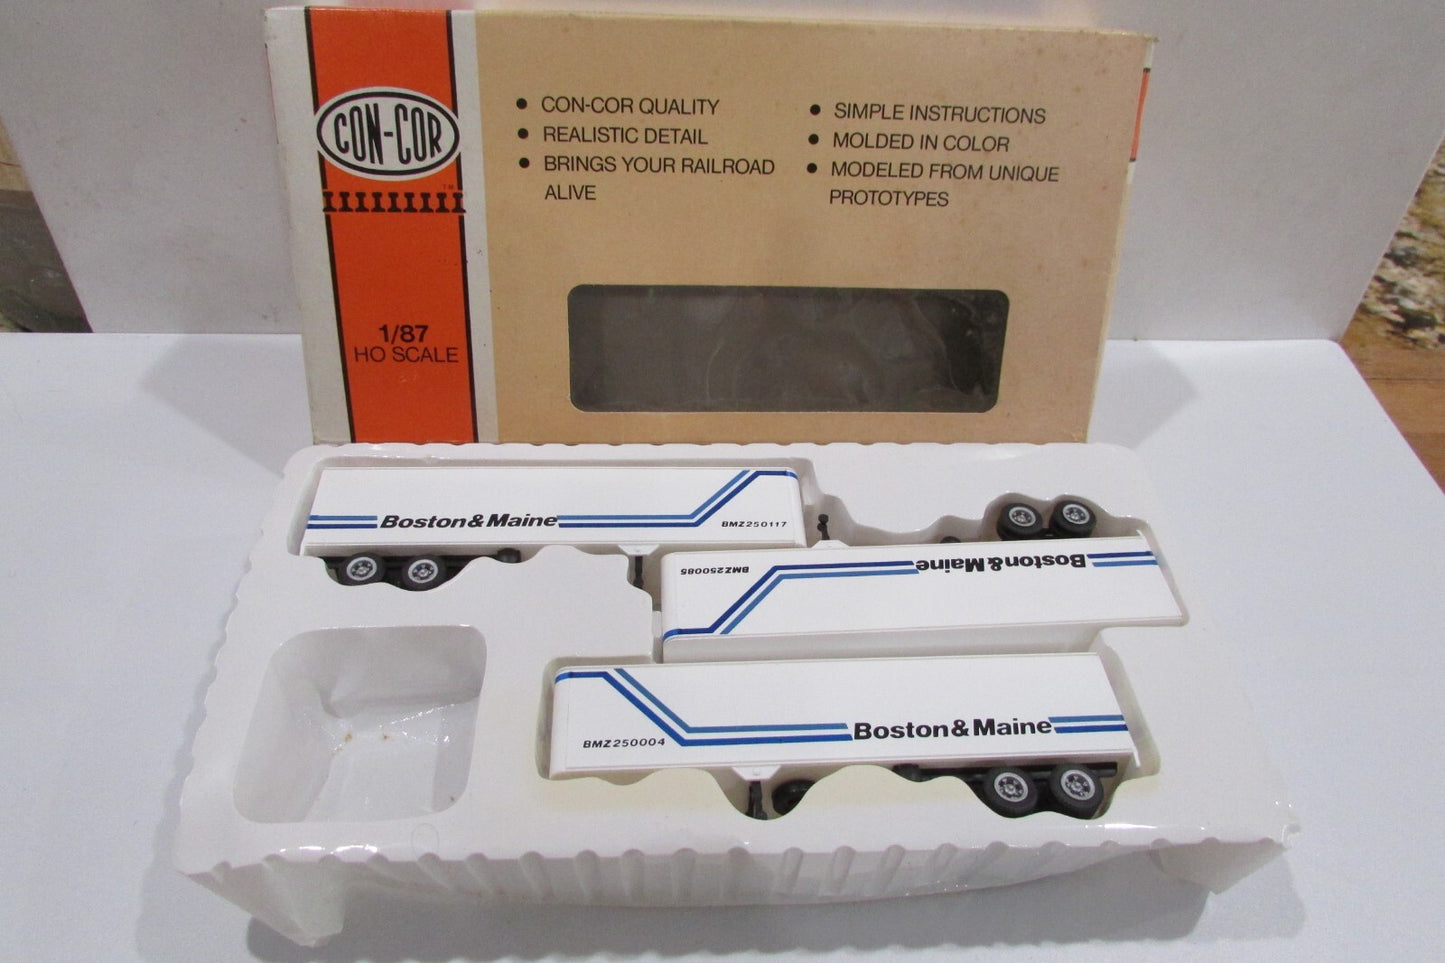 CON-COR
TM
1/87
HO SCALE
● CON-COR QUALITY
● REALISTIC DETAIL
● BRINGS YOUR RAILROAD
ALIVE
● SIMPLE INSTRUCTIONS
● MOLDED IN COLOR
● MODELED FROM UNIQUE
PROTOTYPES
Boston & Maine
BMZ250117
Boston & Maine
BMZ250085
BMZ250004
Boston & Maine